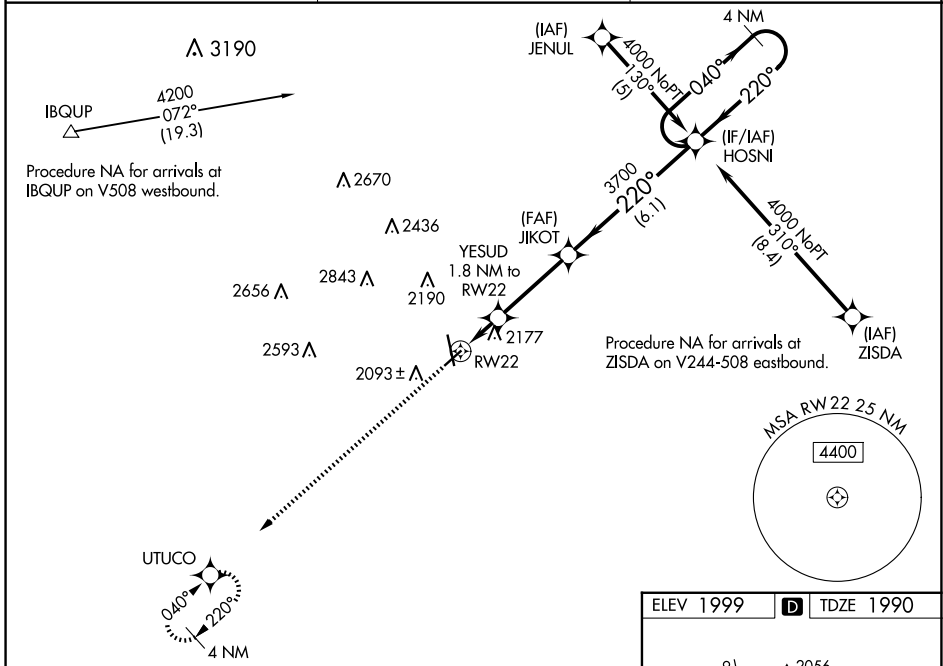 3190
IBQUP
4200
072°
(19.3)
Procedure NA for arrivals at
IBQUP on V508 westbound.
(IAF)
JENUL
4000 NoPT
130°
(5)
4 NM
040°
220°
(IF/IAF)
HOSNI
3700
220°
(6.1)
(FAF)
JIKOT
4000 NoPT
310°
(8.4)
(IAF)
ZISDA
2670
2436
2843
2656
2190
YESUD
1.8 NM to
RW22
2177
2593
2093±
RW22
Procedure NA for arrivals at
ZISDA on V244-508 eastbound.
MSA RW22 25 NM
4400
UTUCO
040°
220°
4 NM
ELEV 1999 D TDZE 1990
2056